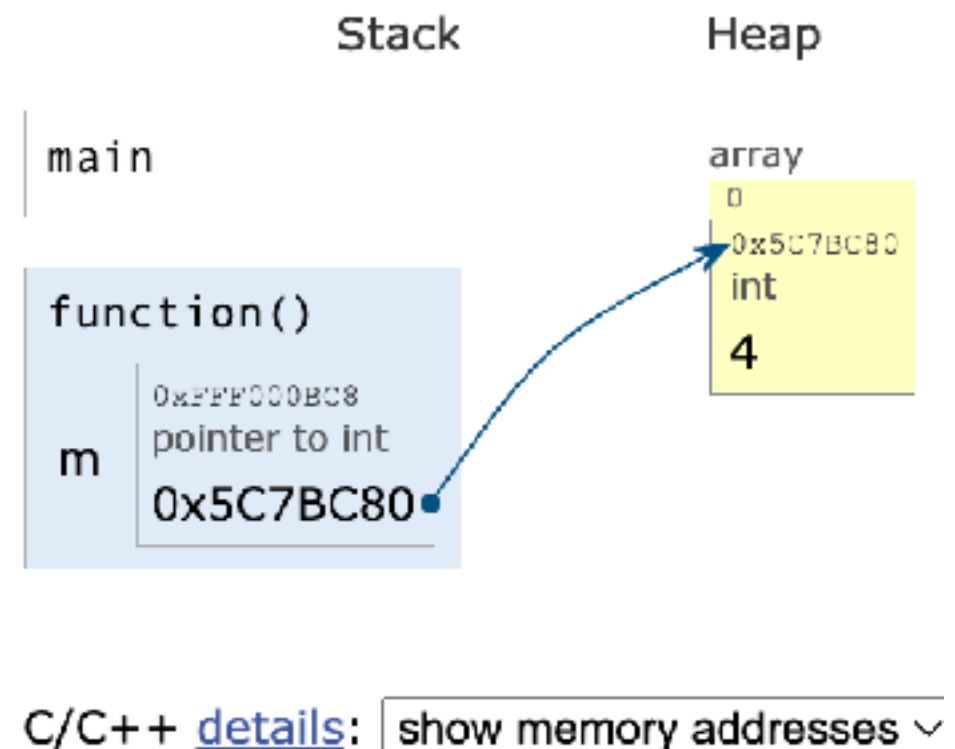 Stack Heap
main
array
0
0x5C7BC80
int
4
function()
m
0xFFF000BC8
pointer to int
0x5C7BC80
C/C++ details: show memory addresses